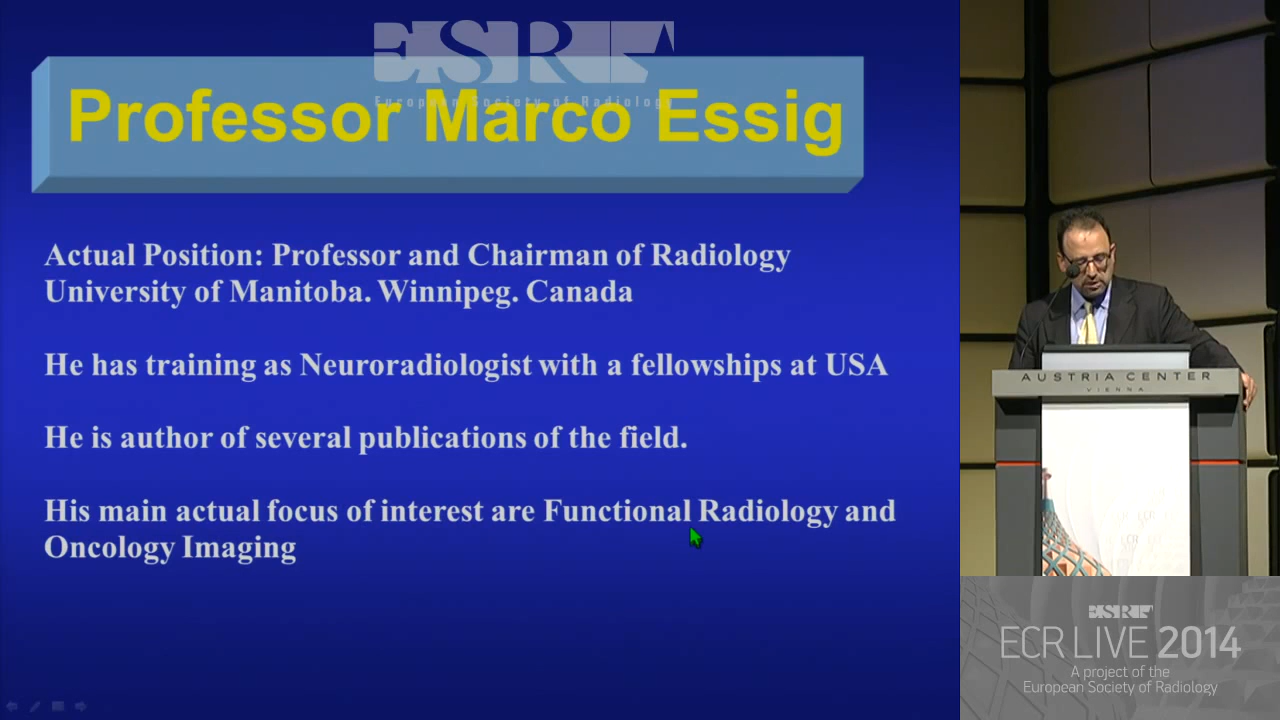 ESR
European Society of Radiology
Professor Marco Essig
Actual Position: Professor and Chairman of Radiology
University of Manitoba. Winnipeg. Canada
He has training as Neuroradiologist with a fellowships at USA
He is author of several publications of the field.
His main actual focus of interest are Functional Radiology and
Oncology Imaging
AUSTRIA CENTER
VIENNA
ESR
ECR LIVE 2014
A project of the
European Society of Radiology